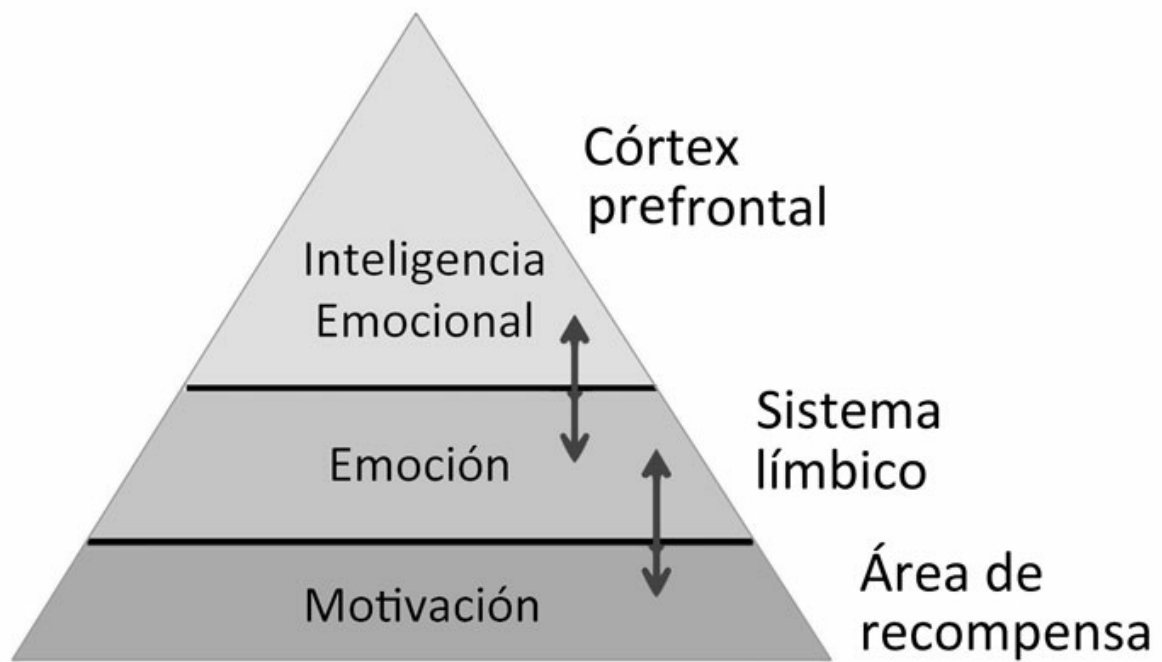 Córtex
prefrontal
Inteligencia
Emocional
Sistema
límbico
Emoción
Área de
recompensa
Motivación